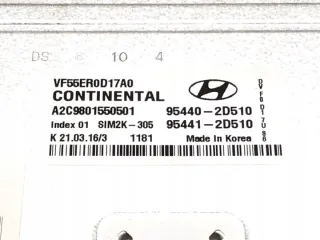 DS 6 10 4
VF55ER0D17A0
CONTINENTAL
A2C9801550501 95440-2D510
Index 01 SIM2K-305 95441-2D510
K 21.03.16/3 1181 Made in Korea